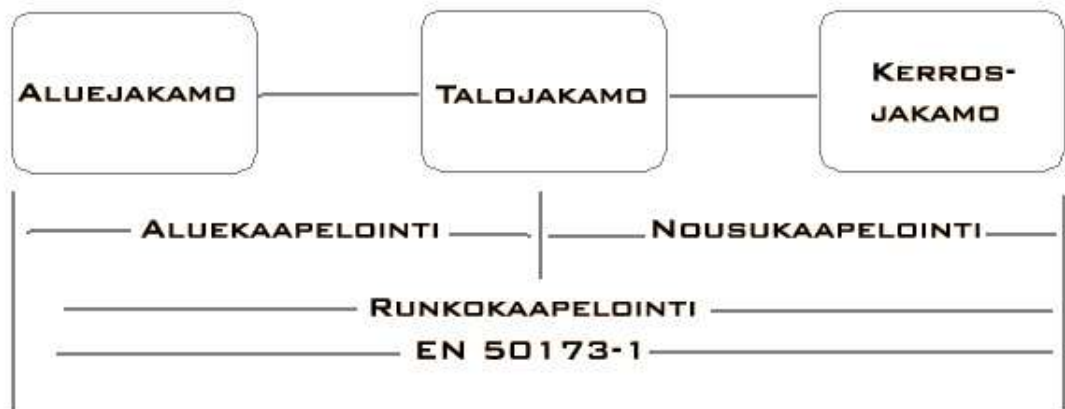 ALUEJAKAMO
TALOJAKAMO
KERROS-
JAKAMO
ALUEKAAPELOINTI
NOUSUKAAPELOINTI
RUNKOKAAPELOINTI
EN 50173-1